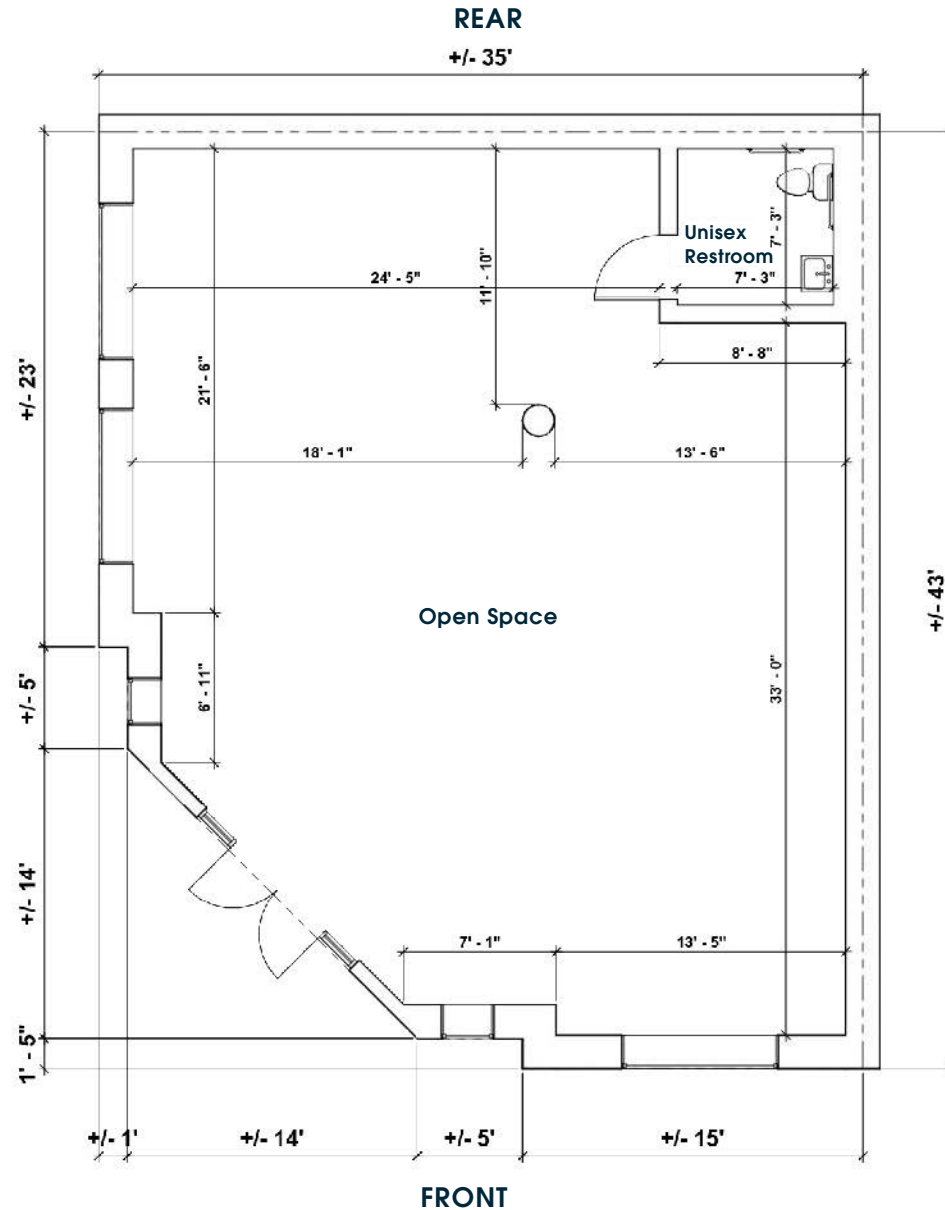 REAR
+/- 35'
Unisex
Restroom
7' - 3"
11' - 10"
24' - 5"
7' - 3"
8' - 8"
+/- 23'
21' - 6"
18' - 1"
13' - 6"
+/- 43'
Open Space
33' - 0"
6' - 11"
+/- 5'
+/- 14'
7' - 1"
13' - 5"
1' - 5"
+/- 1'
+/- 14'
+/- 5'
+/- 15'
FRONT